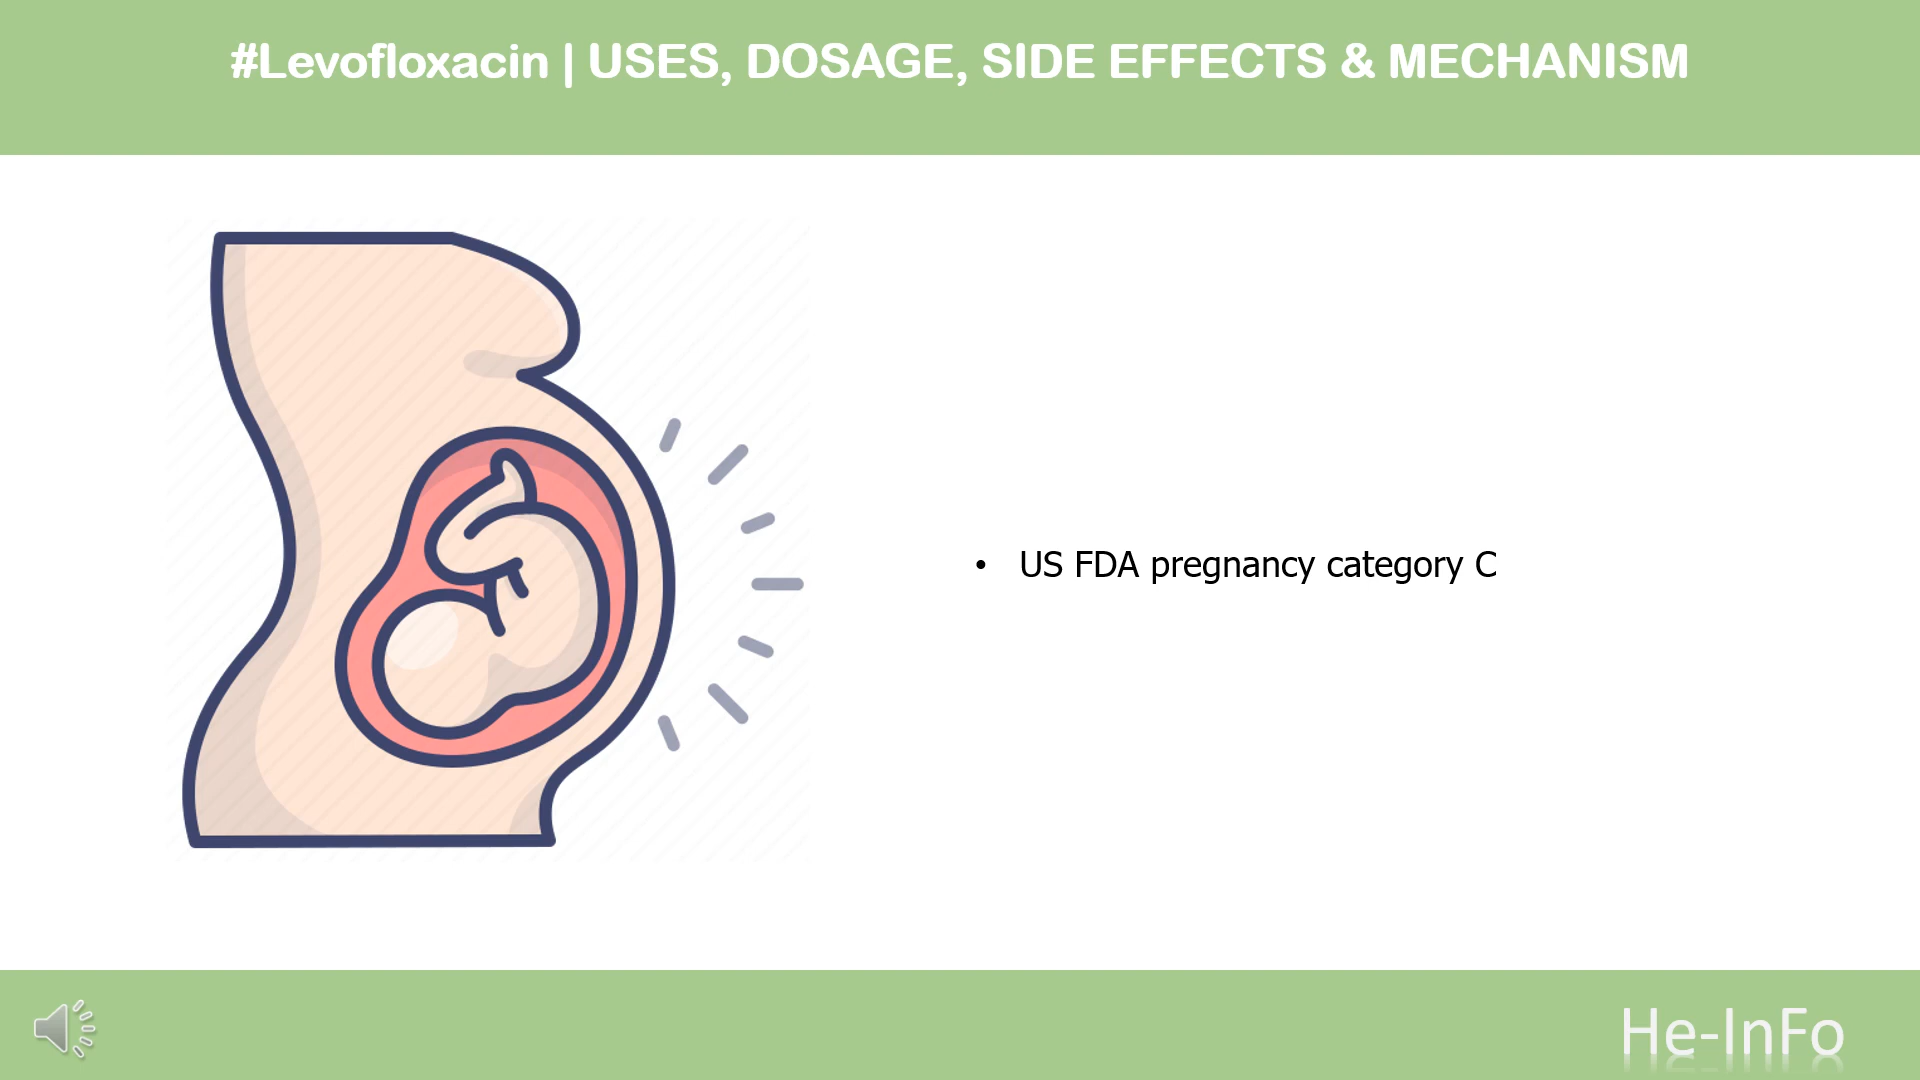 #Levofloxacin | USES, DOSAGE, SIDE EFFECTS & MECHANISM
• US FDA pregnancy category C
He-InFo